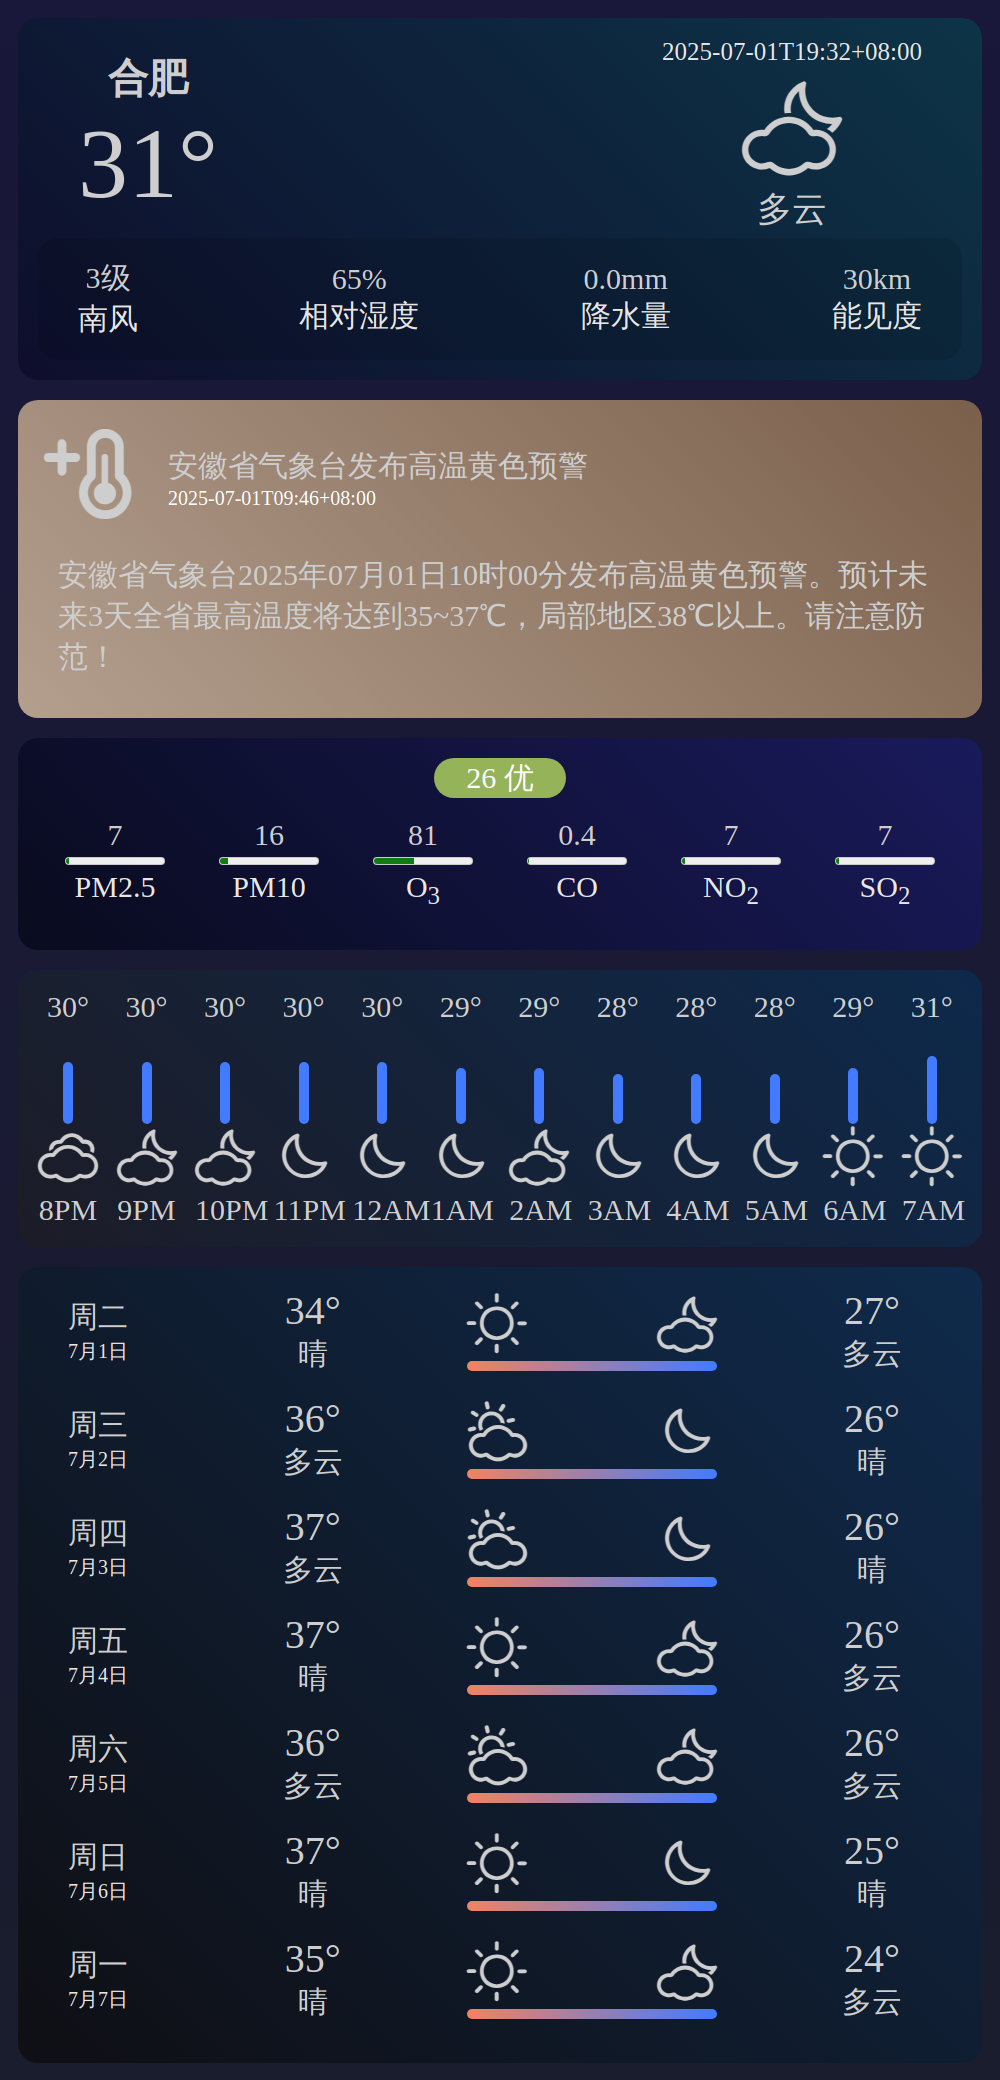 2025-07-01T19:32+08:00
合肥
31°
多云
3级 65% 0.0mm 30km
南风 相对湿度 降水量 能见度
安徽省气象台发布高温黄色预警
2025-07-01T09:46+08:00
安徽省气象台2025年07月01日10时00分发布高温黄色预警。预计未
来3天全省最高温度将达到35~37℃，局部地区38℃以上。请注意防
范！
26 优
7 16 81 0.4 7 7
PM2.5 PM10 O3 CO NO2 SO2
30° 30° 30° 30° 30° 29° 29° 28° 28° 28° 29° 31°
8PM 9PM 10PM 11PM 12AM 1AM 2AM 3AM 4AM 5AM 6AM 7AM
周二 34° 27°
7月1日 晴 多云
周三 36° 26°
7月2日 多云 晴
周四 37° 26°
7月3日 多云 晴
周五 37° 26°
7月4日 晴 多云
周六 36° 26°
7月5日 多云 多云
周日 37° 25°
7月6日 晴 晴
周一 35° 24°
7月7日 晴 多云